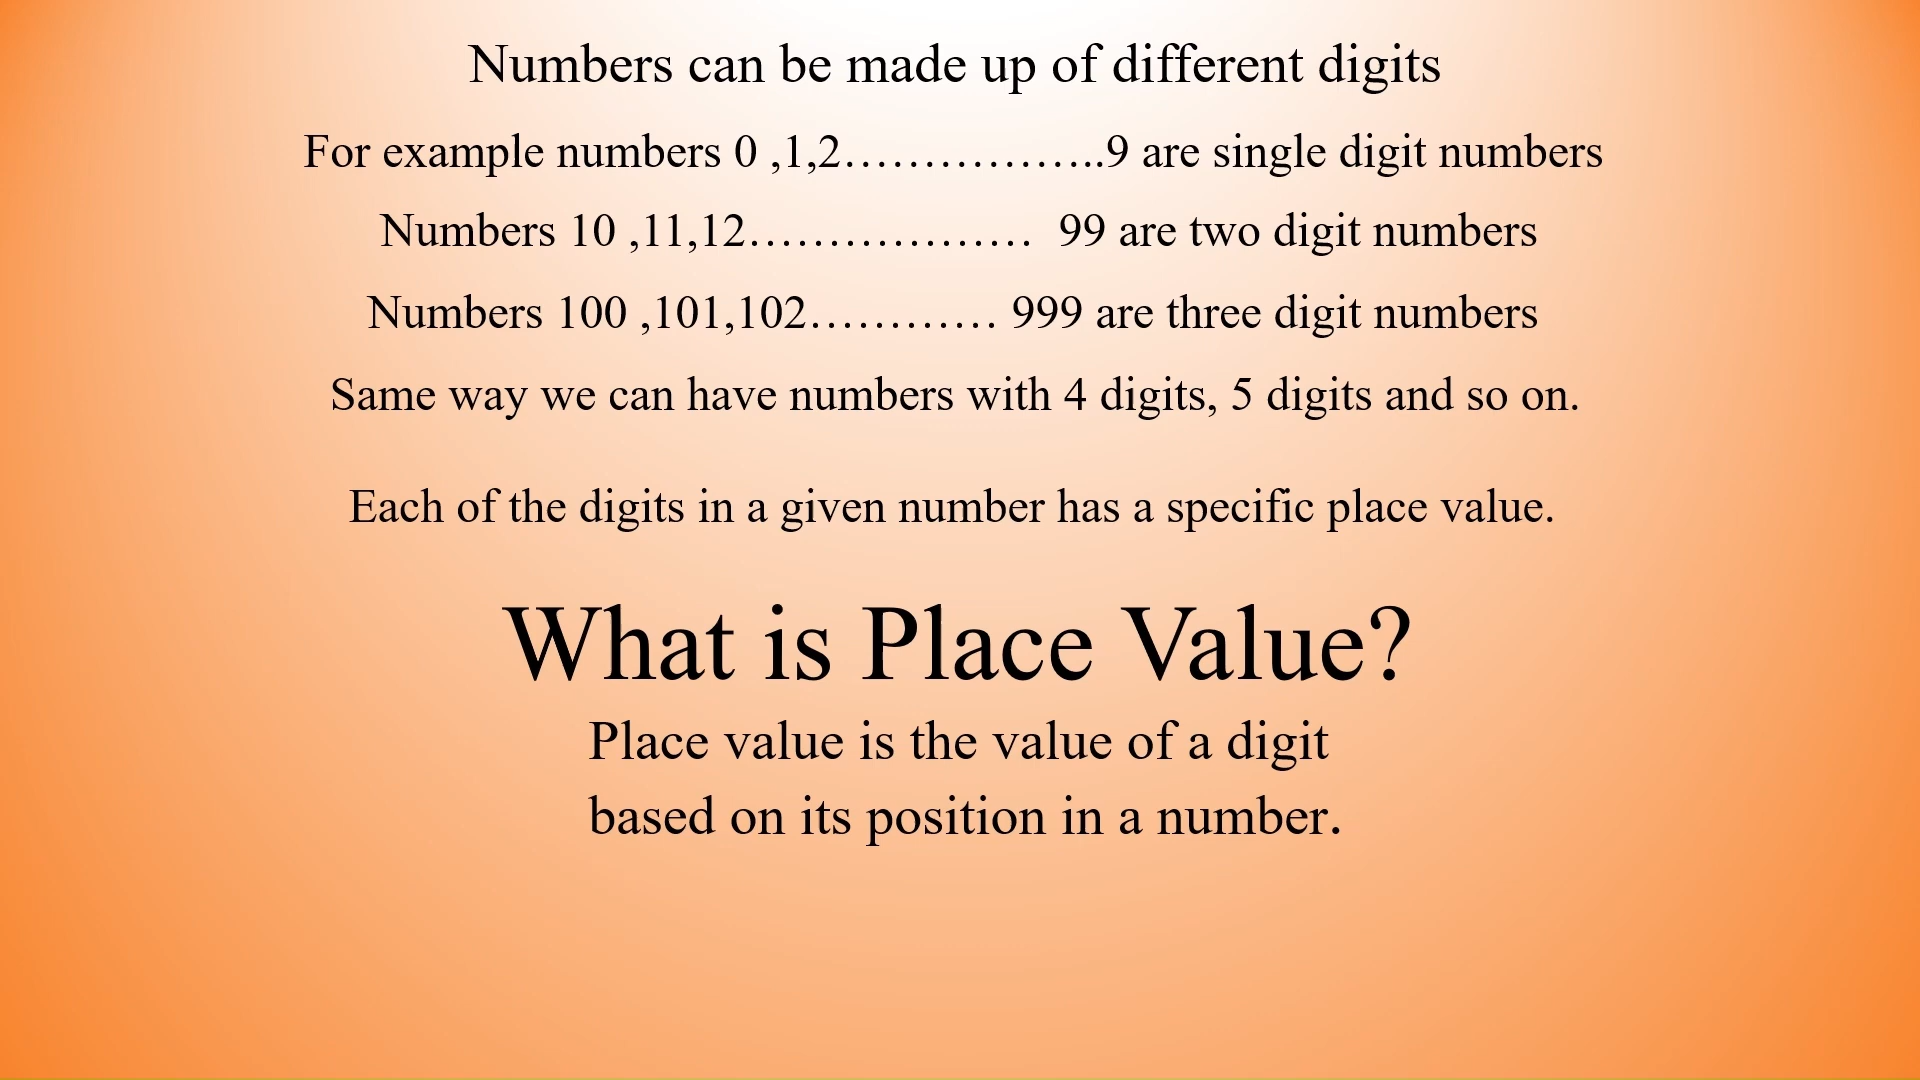 Numbers can be made up of different digits
For example numbers 0 ,1,2……………..9 are single digit numbers
Numbers 10 ,11,12………………  99 are two digit numbers
Numbers 100 ,101,102………… 999 are three digit numbers
Same way we can have numbers with 4 digits, 5 digits and so on.
Each of the digits in a given number has a specific place value.
What is Place Value?
Place value is the value of a digit
based on its position in a number.